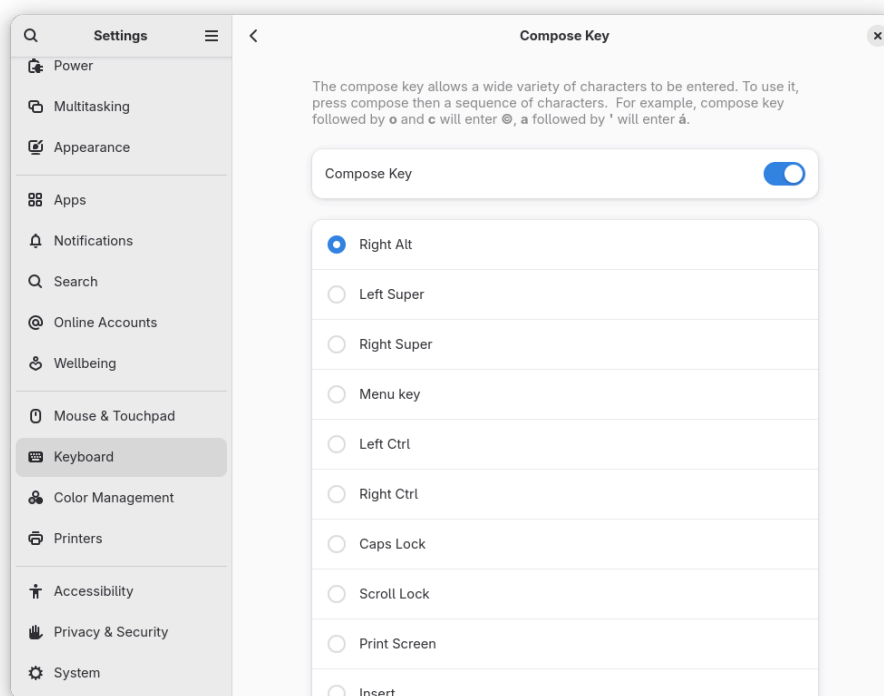 Settings
Power
Multitasking
Appearance
Apps
Notifications
Search
Online Accounts
Wellbeing
Mouse & Touchpad
Keyboard
Color Management
Printers
Accessibility
Privacy & Security
System
Compose Key
The compose key allows a wide variety of characters to be entered. To use it,
press compose then a sequence of characters.  For example, compose key
followed by o and c will enter ©, a followed by ' will enter á.
Compose Key
Right Alt
Left Super
Right Super
Menu key
Left Ctrl
Right Ctrl
Caps Lock
Scroll Lock
Print Screen
Insert